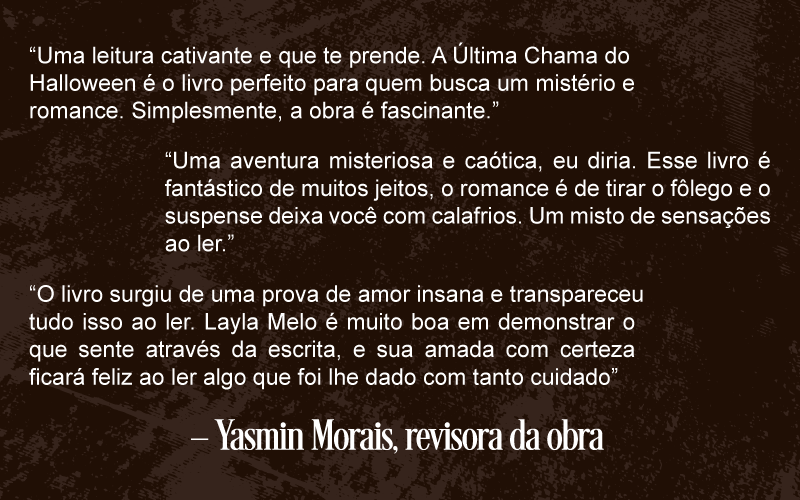 “Uma leitura cativante e que te prende. A Última Chama do
Halloween é o livro perfeito para quem busca um mistério e
romance. Simplesmente, a obra é fascinante.”
“Uma aventura misteriosa e caótica, eu diria. Esse livro é
fantástico de muitos jeitos, o romance é de tirar o fôlego e o
suspense deixa você com calafrios. Um misto de sensações
ao ler.”
“O livro surgiu de uma prova de amor insana e transpareceu
tudo isso ao ler. Layla Melo é muito boa em demonstrar o
que sente através da escrita, e sua amada com certeza
ficará feliz ao ler algo que foi lhe dado com tanto cuidado”
– Yasmin Morais, revisora da obra